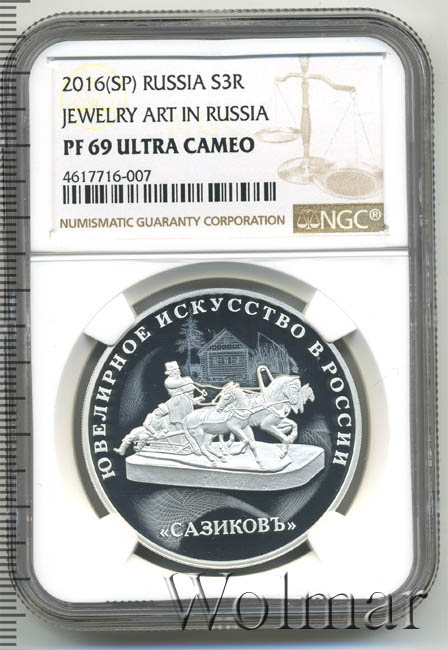 2016(SP) RUSSIA S3R
JEWELRY ART IN RUSSIA
PF 69 ULTRA CAMEO
4617716-007
NUMISMATIC GUARANTY CORPORATION
NGC®
ЮВЕЛИРНОЕ ИСКУССТВО В РОССИИ
«САЗИКОВЪ»
Wolmar